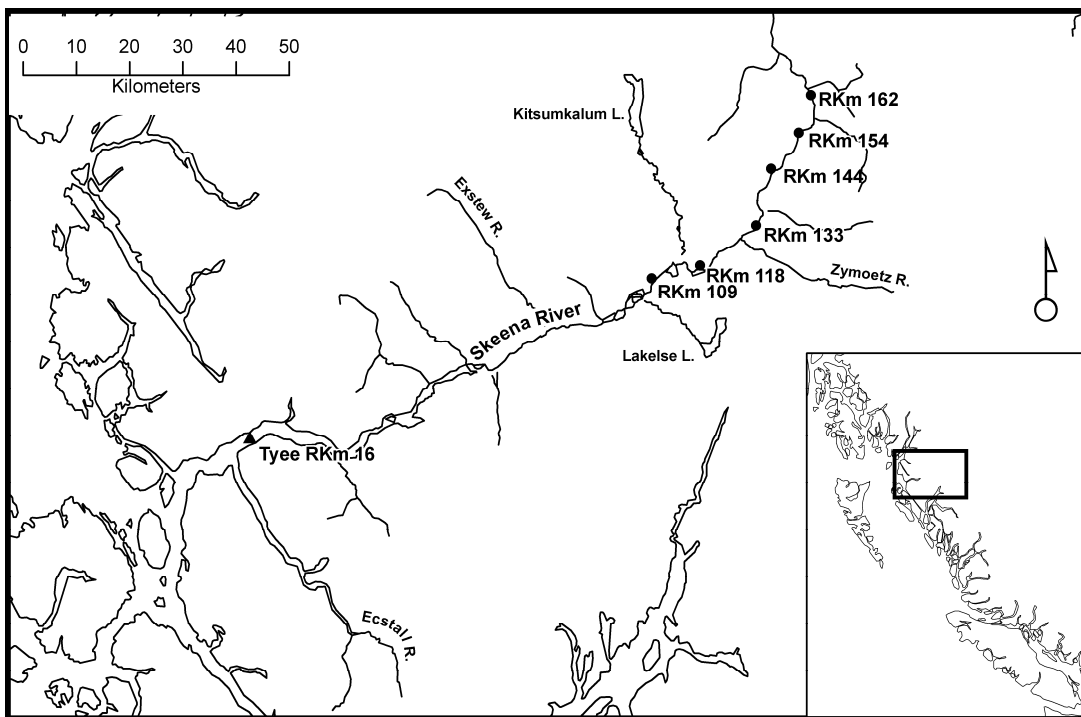 0 10 20 30 40 50
Kilometers
Kitsumkalum L.
RKm 162
RKm 154
RKm 144
Exstew R.
RKm 133
Zymoetz R.
RKm 118
RKm 109
Skeena River
Lakelse L.
Tyee RKm 16
Ecstall R.